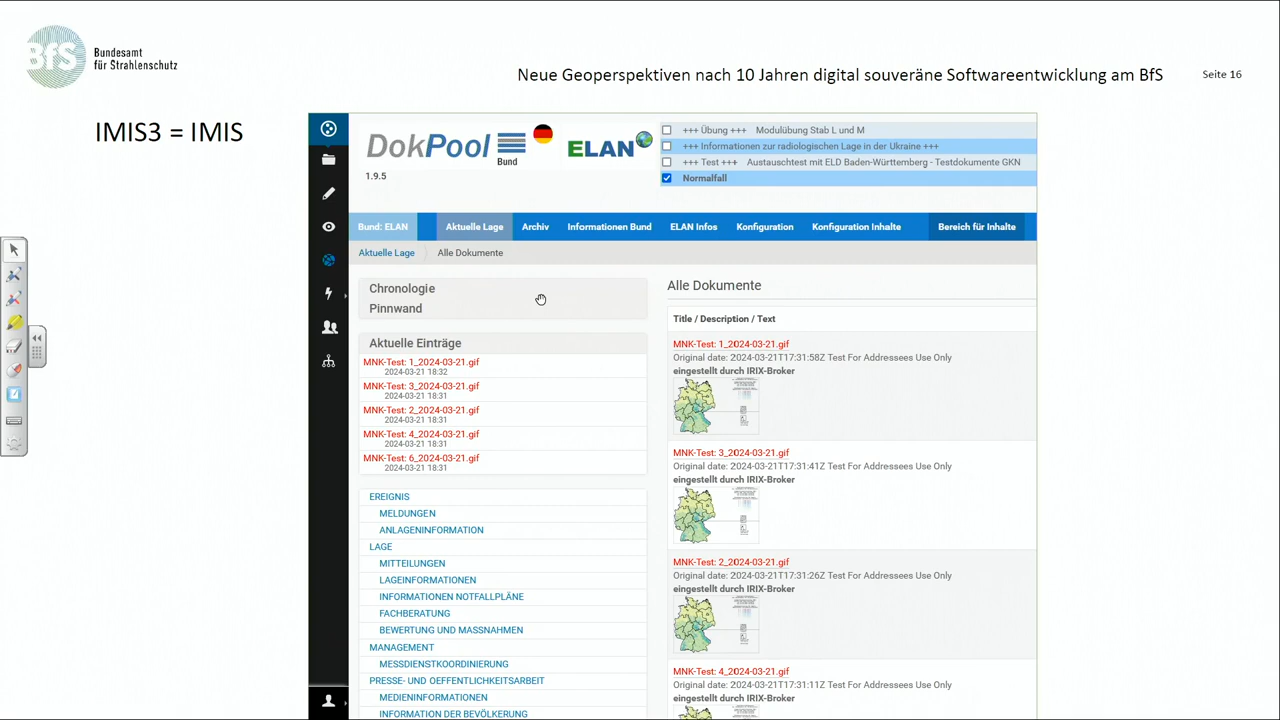 BfS
Bundesamt
für Strahlenschutz
Neue Geoperspektiven nach 10 Jahren digital souveräne Softwareentwicklung am BfS
Seite 16
IMIS3 = IMIS
DokPool
Bund
ELAN
1.9.5
+++ Übung +++ Modulübung Stab L und M
+++ Informationen zur radiologischen Lage in der Ukraine +++
+++ Test +++ Austauschtest mit ELD Baden-Württemberg - Testdokumente GKN
Normalfall
Bund: ELAN
Aktuelle Lage
Archiv
Informationen Bund
ELAN Infos
Konfiguration
Konfiguration Inhalte
Bereich für Inhalte
Aktuelle Lage
Alle Dokumente
Chronologie
Pinnwand
Aktuelle Einträge
MNK-Test: 1_2024-03-21.gif
2024-03-21 18:32
MNK-Test: 3_2024-03-21.gif
2024-03-21 18:31
MNK-Test: 2_2024-03-21.gif
2024-03-21 18:31
MNK-Test: 4_2024-03-21.gif
2024-03-21 18:31
MNK-Test: 6_2024-03-21.gif
2024-03-21 18:31
EREIGNIS
MELDUNGEN
ANLAGENINFORMATION
LAGE
MITTEILUNGEN
LAGEINFORMATIONEN
INFORMATIONEN NOTFALLPLÄNE
FACHBERATUNG
BEWERTUNG UND MASSNAHMEN
MANAGEMENT
MESSDIENSTKOORDINIERUNG
PRESSE- UND OEFFENTLICHKEITSARBEIT
MEDIENINFORMATIONEN
INFORMATION DER BEVÖLKERUNG
Alle Dokumente
Title / Description / Text
MNK-Test: 1_2024-03-21.gif
Original date: 2024-03-21T17:31:58Z Test For Addressees Use Only
eingestellt durch IRIX-Broker
MNK-Test: 3_2024-03-21.gif
Original date: 2024-03-21T17:31:41Z Test For Addressees Use Only
eingestellt durch IRIX-Broker
MNK-Test: 2_2024-03-21.gif
Original date: 2024-03-21T17:31:26Z Test For Addressees Use Only
eingestellt durch IRIX-Broker
MNK-Test: 4_2024-03-21.gif
Original date: 2024-03-21T17:31:11Z Test For Addressees Use Only
eingestellt durch IRIX-Broker